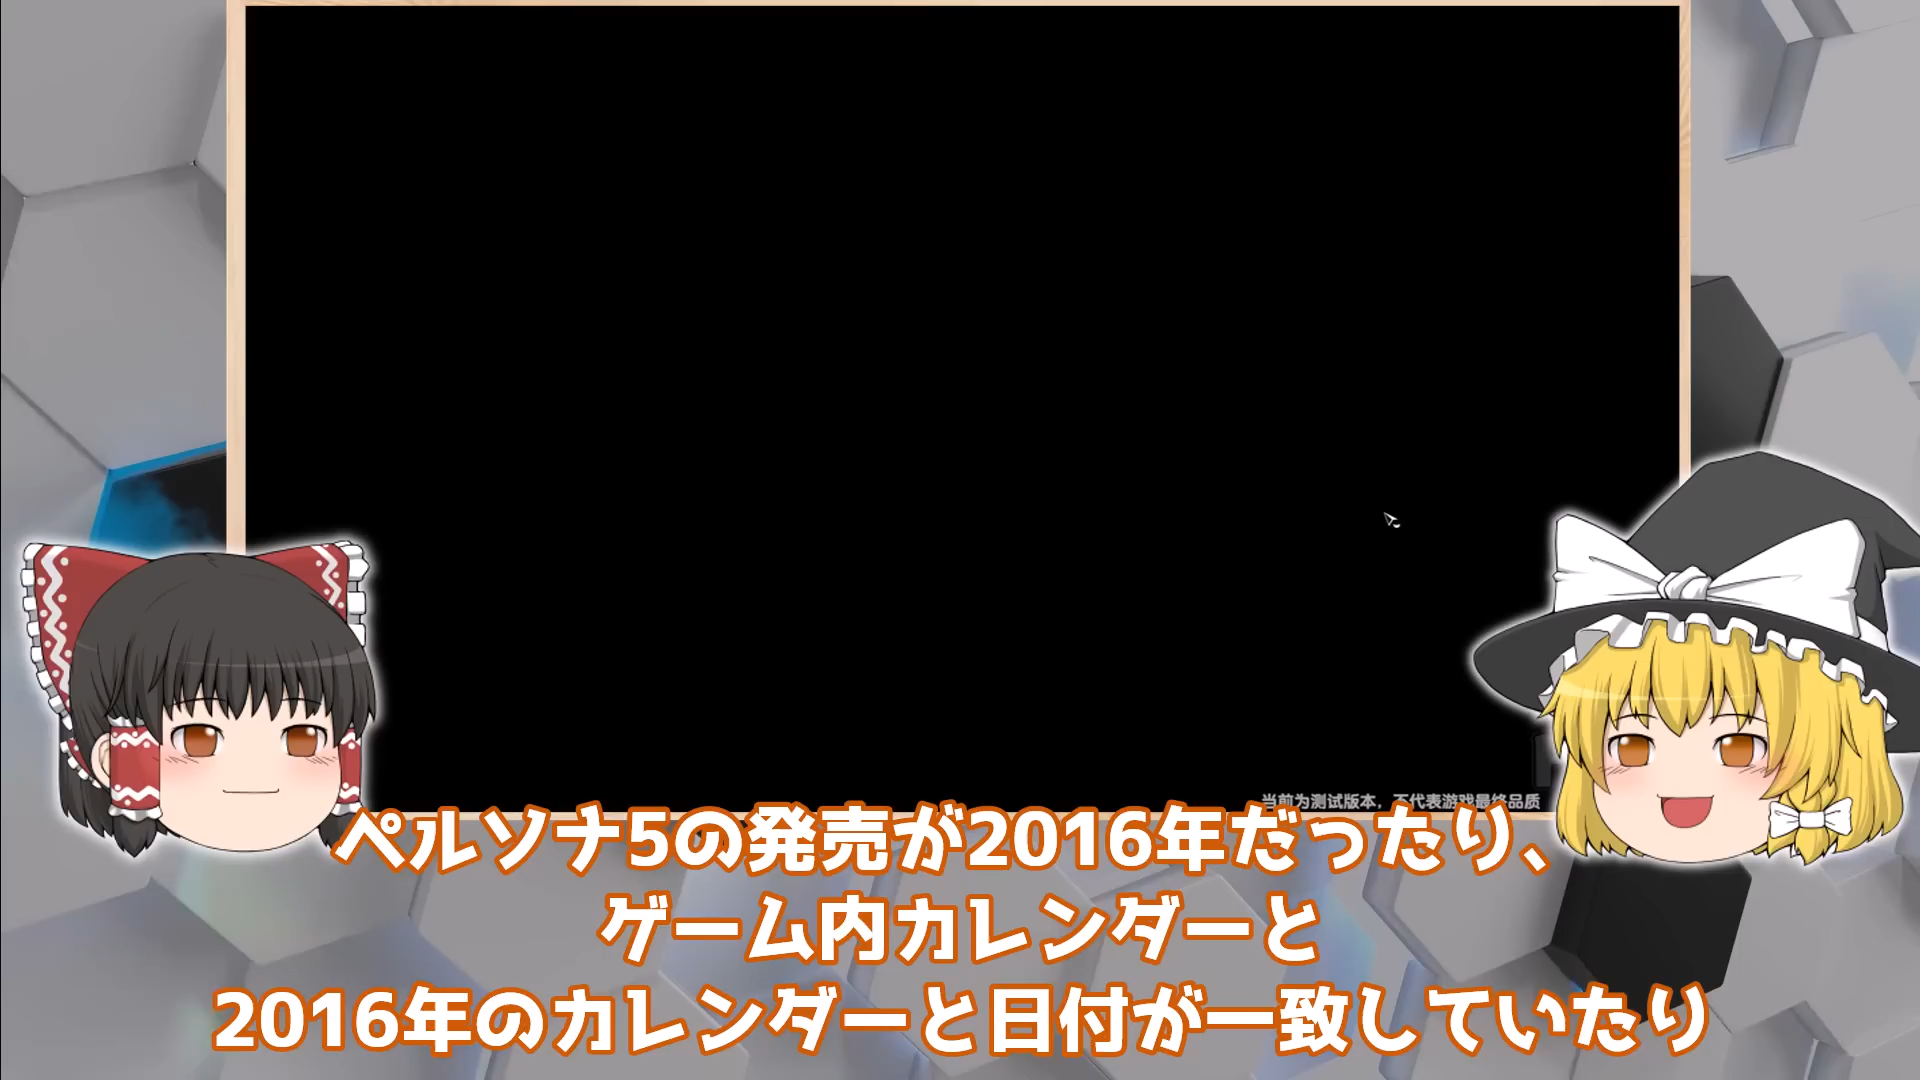 当前为测试版本，不代表游戏最终品质
ペルソナ5の発売が2016年だったり、
ゲーム内カレンダーと
2016年のカレンダーと日付が一致していたり